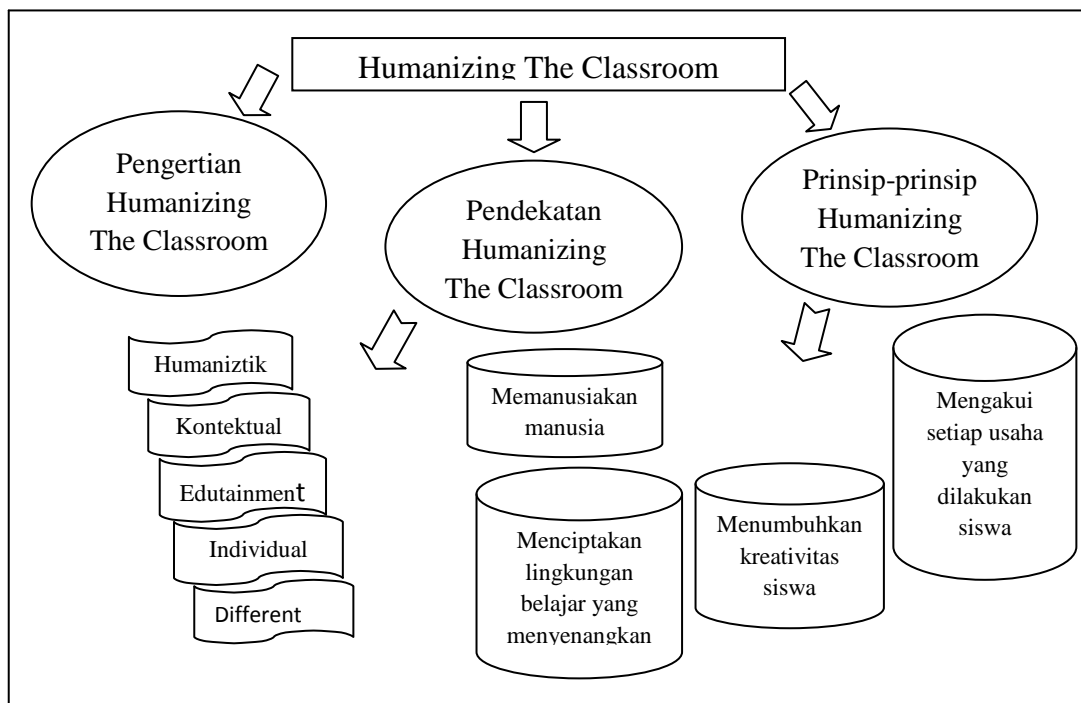 Humanizing The Classroom
Pengertian
Humanizing
The Classroom
Pendekatan
Humanizing
The Classroom
Prinsip-prinsip
Humanizing
The Classroom
Humaniztik
Kontektual
Edutainment
Individual
Different
Memanusiakan
manusia
Menciptakan
lingkungan
belajar yang
menyenangkan
Menumbuhkan
kreativitas
siswa
Mengakui
setiap usaha
yang
dilakukan
siswa